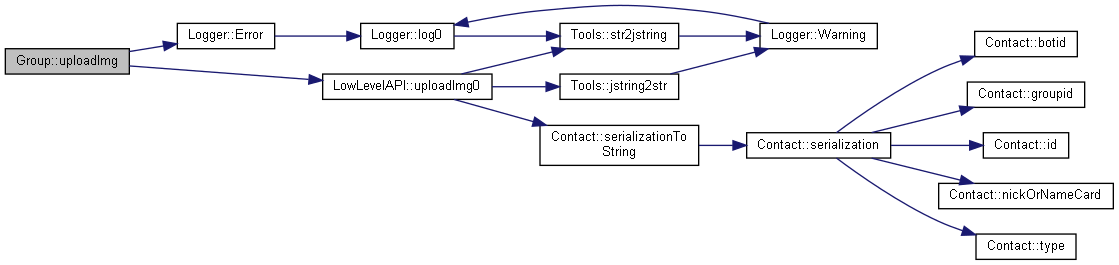 Group::uploadImg
Logger::Error
Logger::log0
Tools::str2jstring
Logger::Warning
LowLevelAPI::uploadImg0
Tools::jstring2str
Contact::serializationTo
String
Contact::serialization
Contact::botid
Contact::groupid
Contact::id
Contact::nickOrNameCard
Contact::type